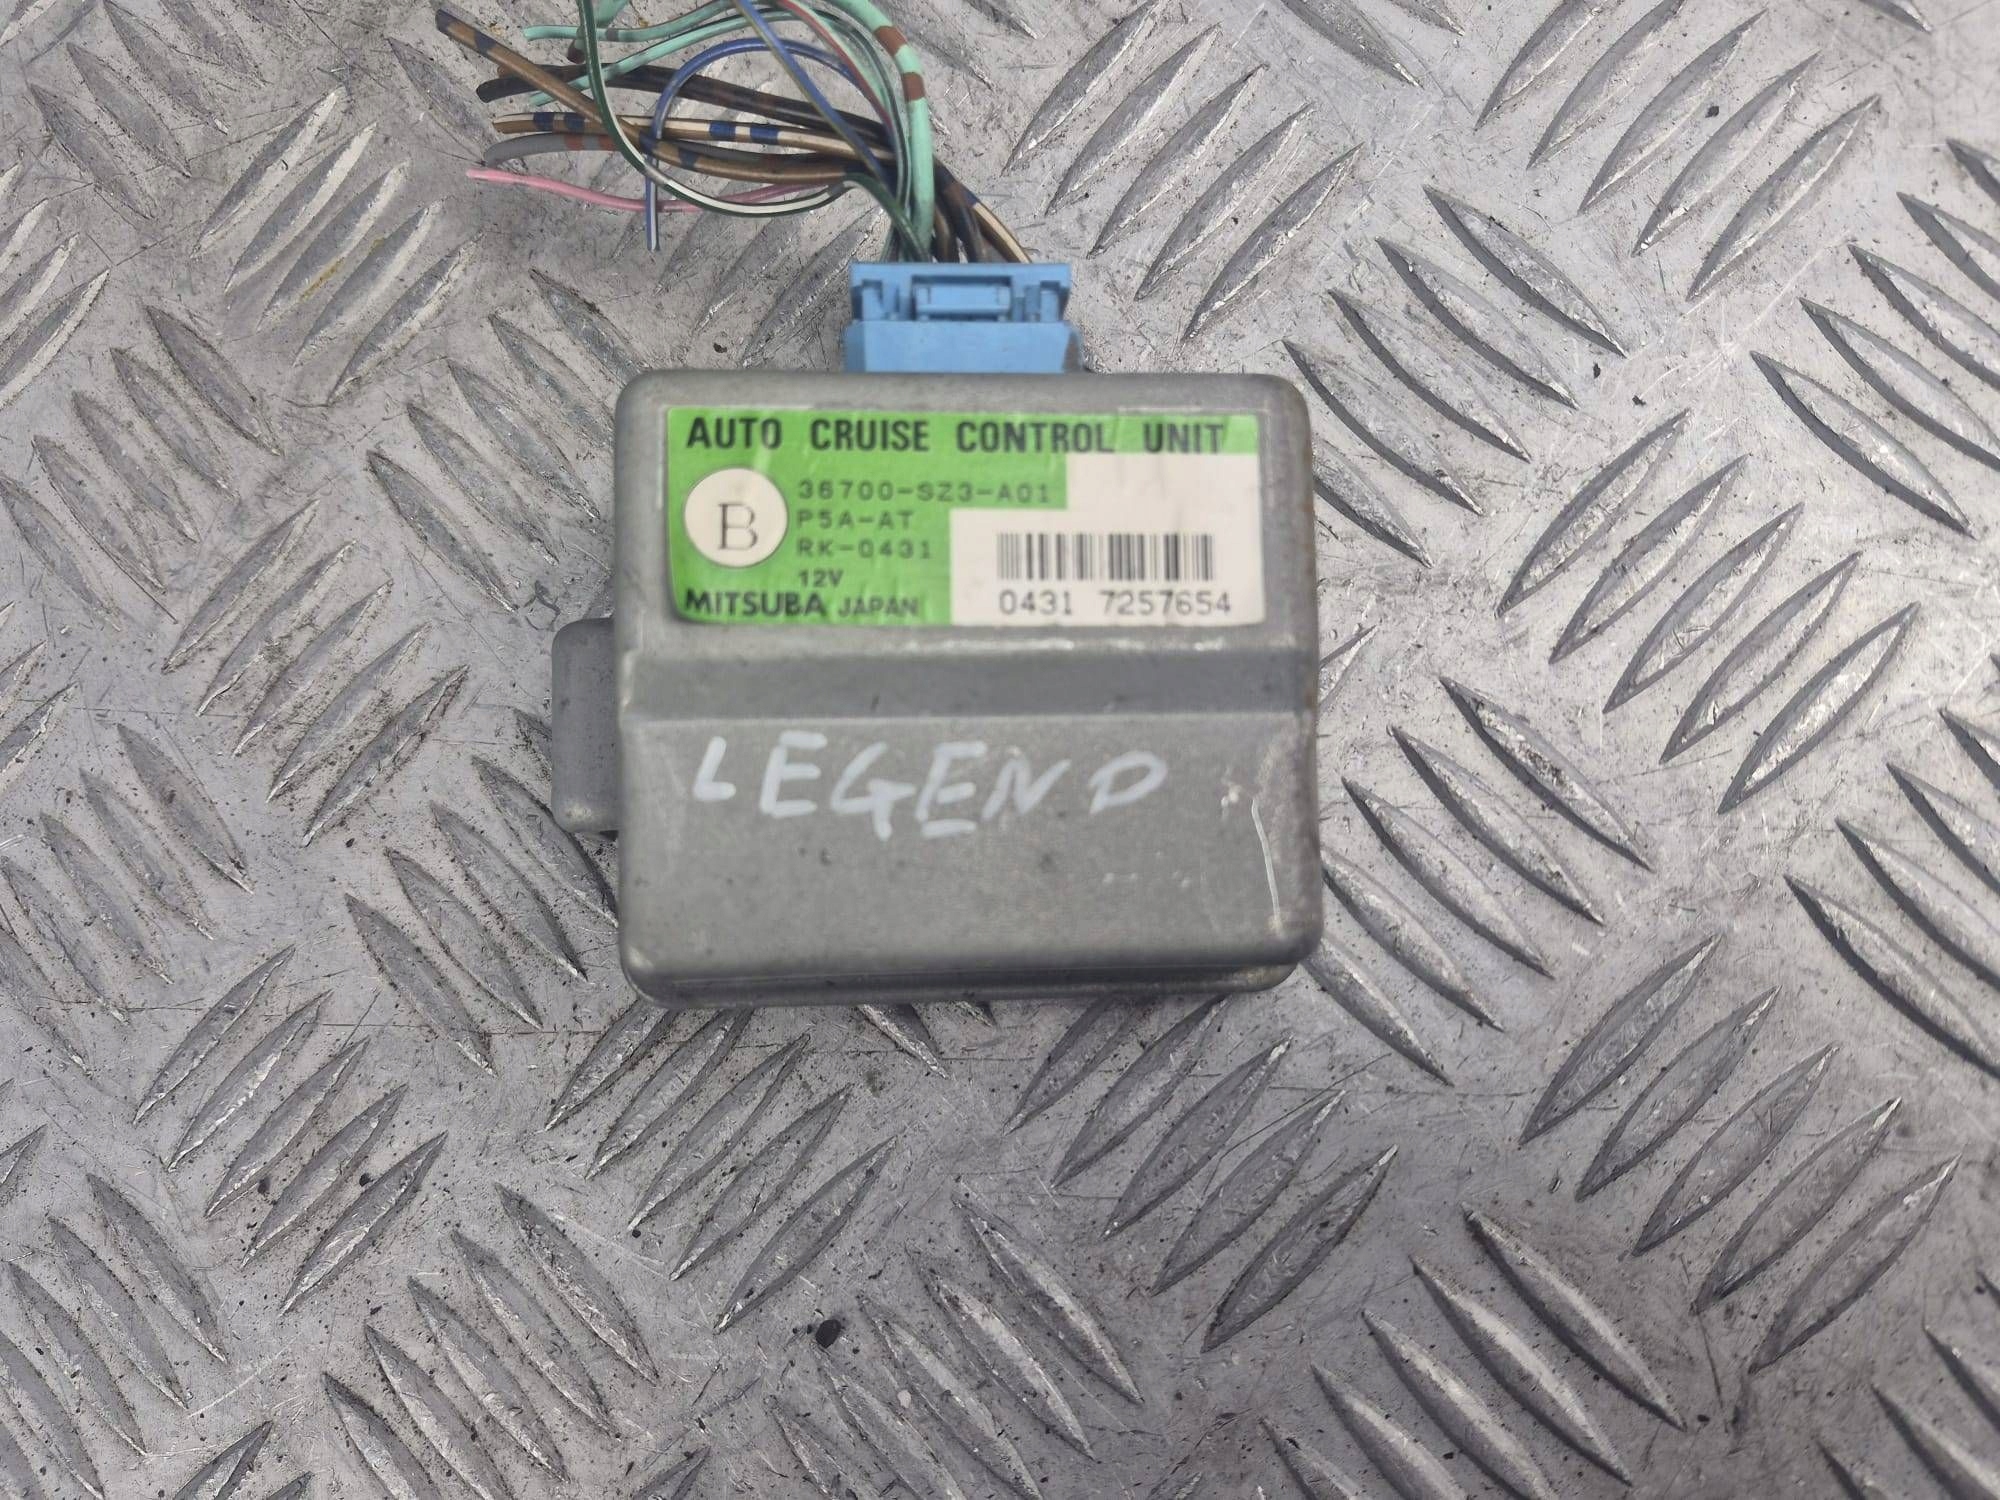 AUTO CRUISE CONTROL UNIT
B
36700-SZ3-A01
P5A-AT
RK-0431
12V
MITSUBA JAPAN
0431 7257654
LEGEND